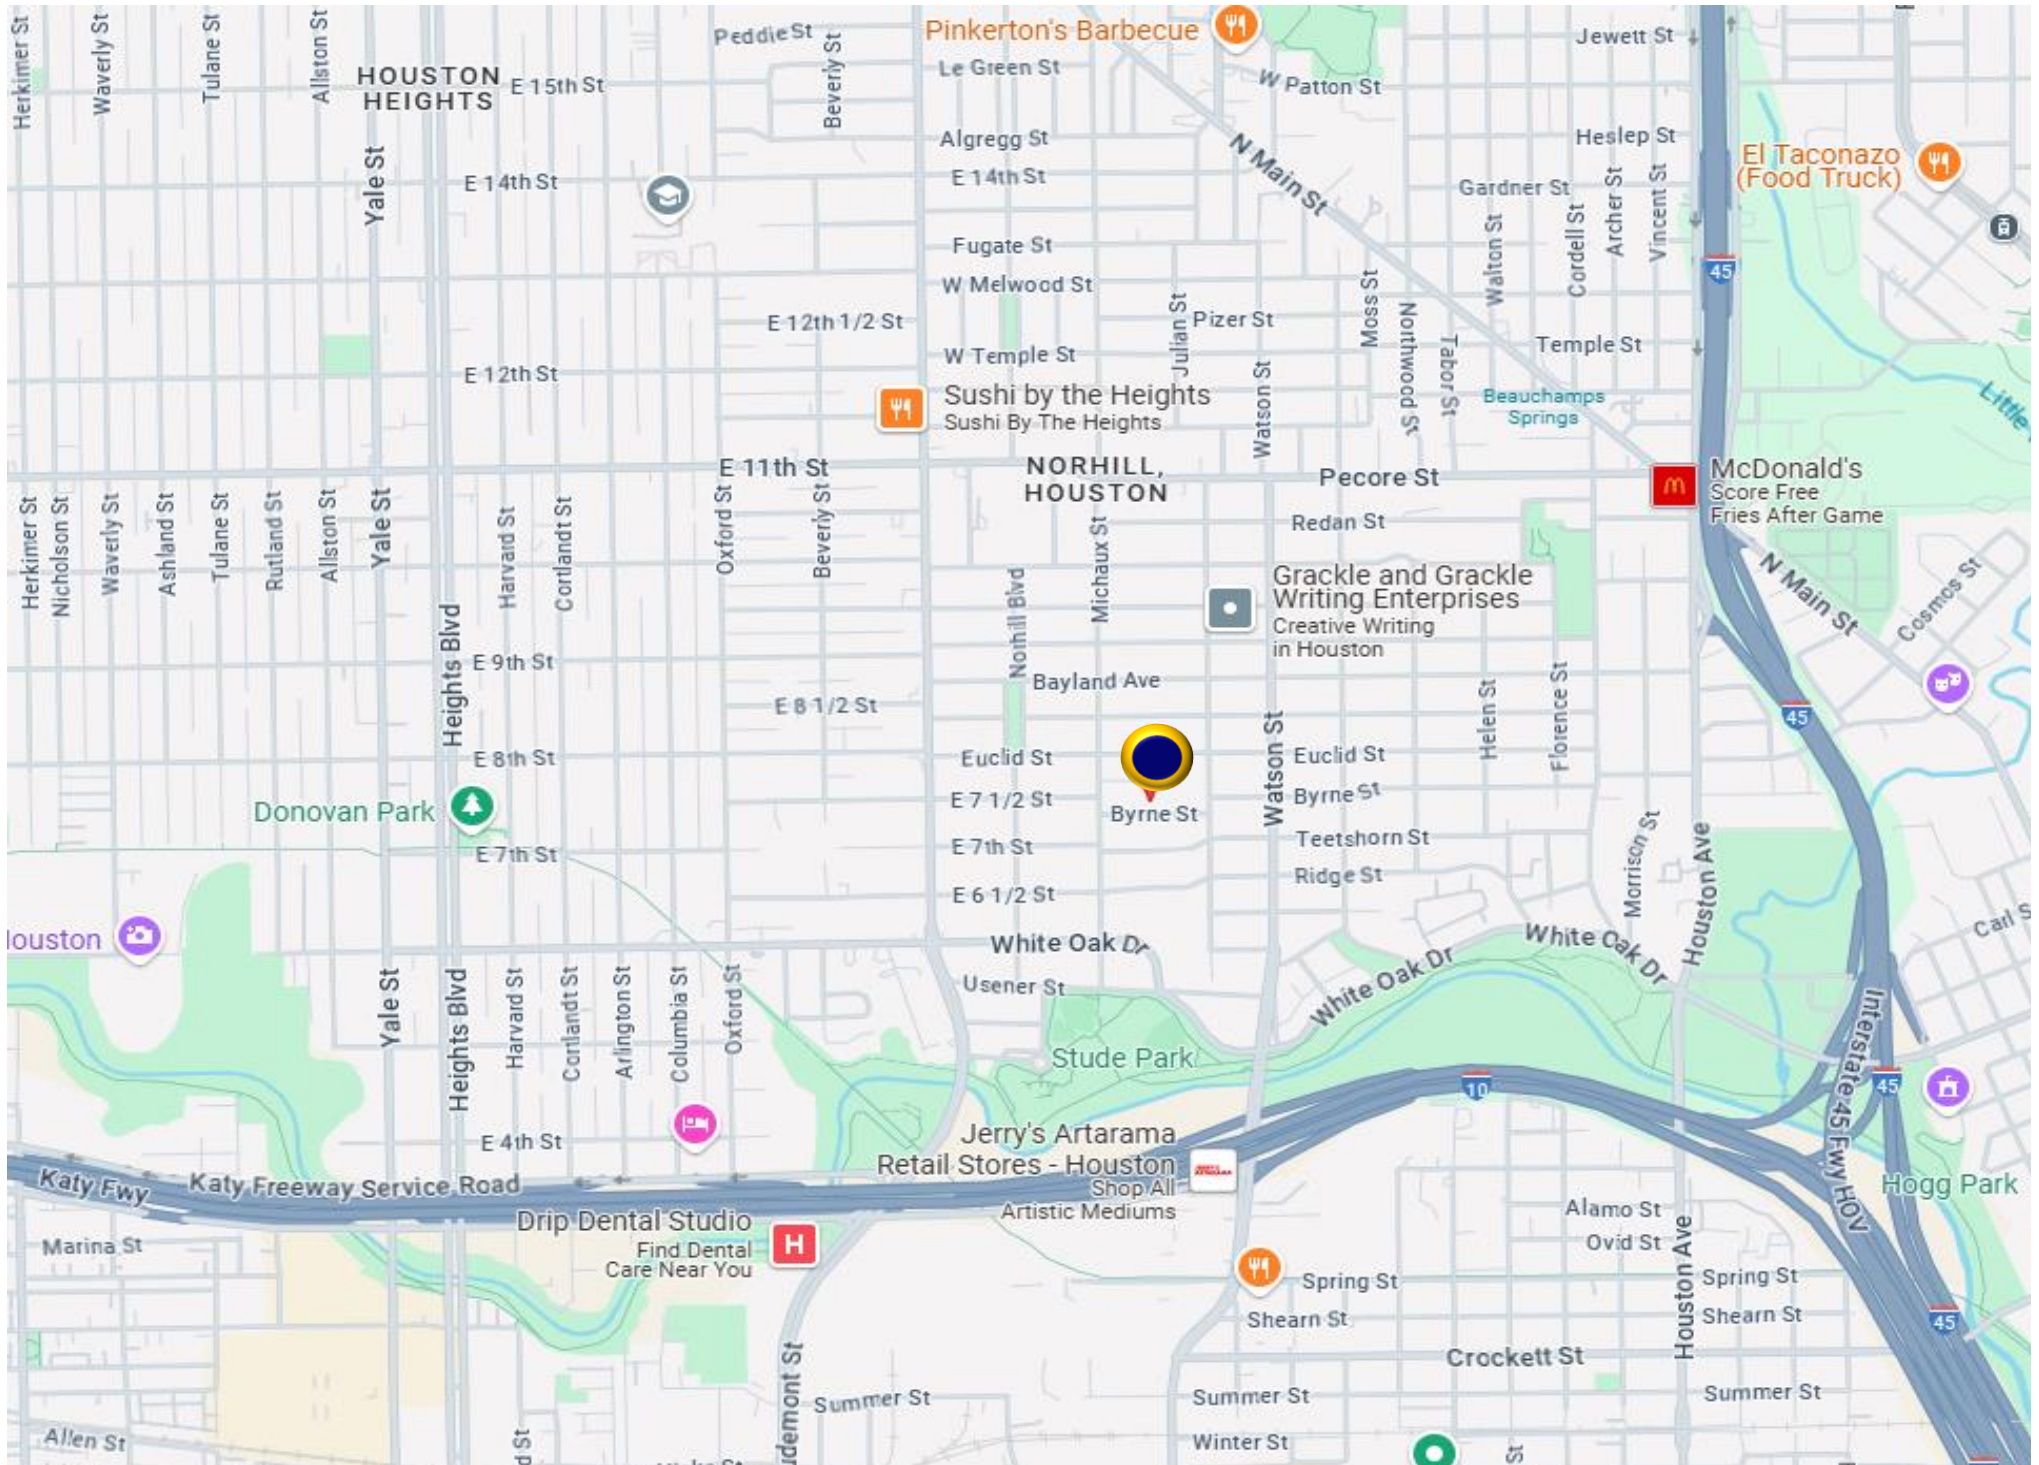 Herkimer St
Waverly St
Tulane St
Allston St
HOUSTON
HEIGHTS
E 15th St
Peddie St
Beverly St
Pinkerton's Barbecue
Le Green St
W Patton St
Jewett St
Algregg St
Heslep St
El Taconazo
(Food Truck)
Yale St
E 14th St
E 14th St
N Main St
Gardner St
Archer St
Vincent St
Walton St
Cordell St
Fugate St
W Melwood St
45
E 12th 1/2 St
Julian St
Pizer St
Moss St
Northwood St
Tabor St
Temple St
W Temple St
E 12th St
Watson St
Sushi by the Heights
Sushi By The Heights
Beauchamps
Springs
Little
E 11th St
NORHILL,
HOUSTON
Pecore St
McDonald's
Score Free
Fries After Game
Herkimer St
Nicholson St
Waverly St
Ashland St
Tulane St
Rutland St
Allston St
Yale St
Harvard St
Cortlandt St
Oxford St
Beverly St
Michaux St
Redan St
N Main St
Cosmos St
Norhill Blvd
Grackle and Grackle
Writing Enterprises
Creative Writing
in Houston
Heights Blvd
E 9th St
Bayland Ave
E 8 1/2 St
Helen St
Florence St
Watson St
45
E 8th St
Euclid St
Euclid St
Donovan Park
E 7 1/2 St
Byrne St
Byrne St
E 7th St
E 7th St
Teetshorn St
Morrison St
Houston Ave
E 6 1/2 St
Ridge St
ouston
White Oak Dr
White Oak Dr
White Oak Dr
Carl S
Usener St
Yale St
Heights Blvd
Harvard St
Cortlandt St
Arlington St
Columbia St
Oxford St
Stude Park
Interstate 45 Fwy HOV
10
45
E 4th St
Jerry's Artarama
Retail Stores - Houston
Shop All
Artistic Mediums
Katy Fwy
Katy Freeway Service Road
Hogg Park
Drip Dental Studio
Find Dental
Care Near You
H
Marina St
Alamo St
Ovid St
Houston Ave
Spring St
Spring St
Shearn St
Shearn St
45
udemont St
Crockett St
Summer St
Summer St
Summer St
Allen St
d St
Winter St
St